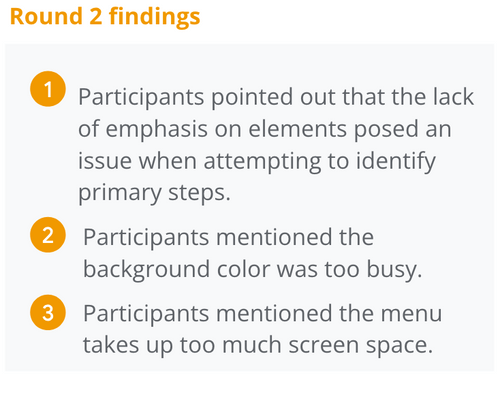 Round 2 findings
1 Participants pointed out that the lack
of emphasis on elements posed an
issue when attempting to identify
primary steps.
2 Participants mentioned the
background color was too busy.
3 Participants mentioned the menu
takes up too much screen space.